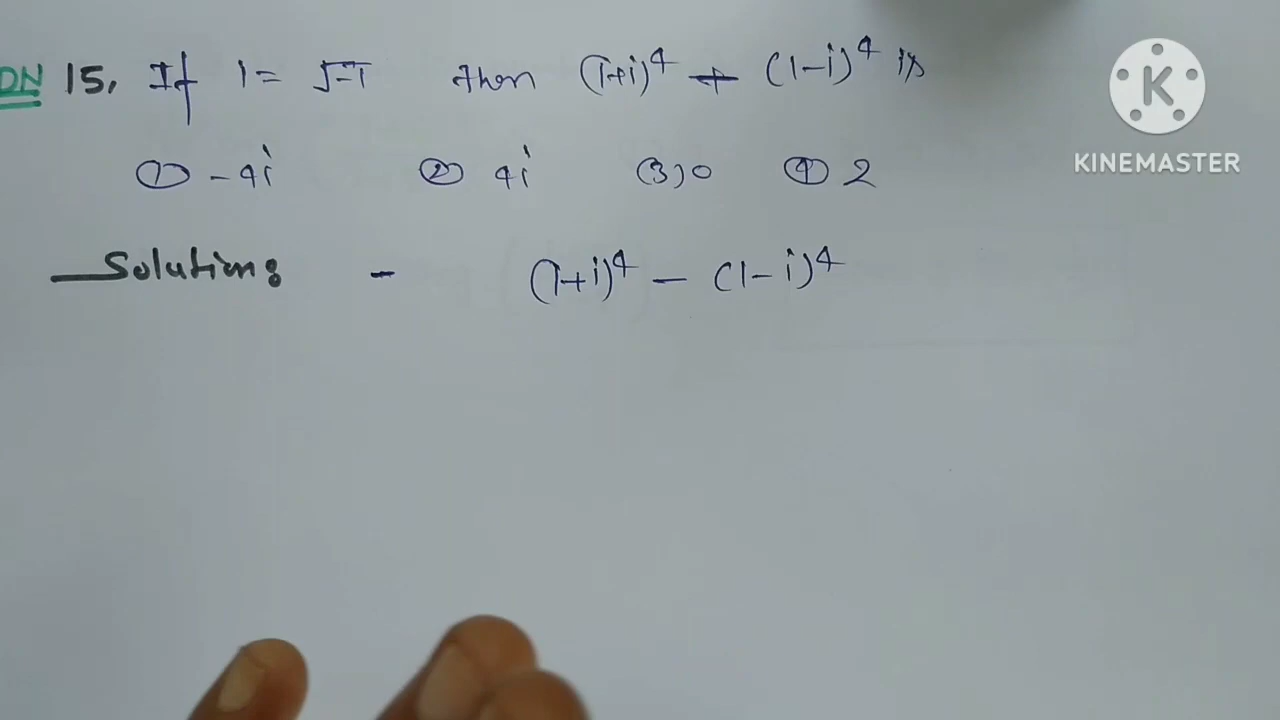 DN 15. If i = √-1 then (1+i)⁴ + (1-i)⁴ is
① -4i ② 4i (3) 0 ④ 2
Solution: - (1+i)⁴ - (1-i)⁴
K
KINEMASTER